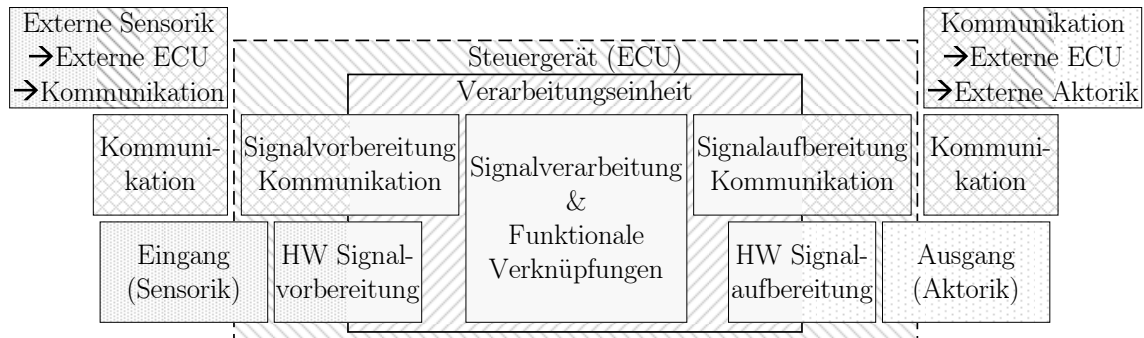 Externe Sensorik
→Externe ECU
→Kommunikation
Steuergerät (ECU)
Verarbeitungseinheit
Kommunikation
→Externe ECU
→Externe Aktorik
Kommuni-
kation
Signalvorbereitung
Kommunikation
Signalverarbeitung
&
Funktionale
Verknüpfungen
Signalaufbereitung
Kommunikation
Kommuni-
kation
Eingang
(Sensorik)
HW Signal-
vorbereitung
HW Signal-
aufbereitung
Ausgang
(Aktorik)